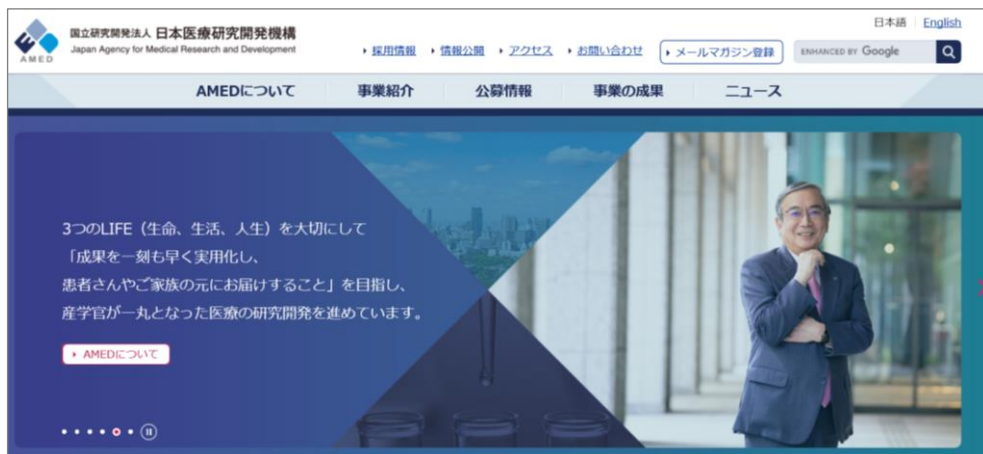 日本語 English
国立研究開発法人 日本医療研究開発機構
Japan Agency for Medical Research and Development
AMED
採用情報 情報公開 アクセス お問い合わせ メールマガジン登録 ENHANCED BY Google
AMEDについて 事業紹介 公募情報 事業の成果 ニュース
3つのLIFE（生命、生活、人生）を大切にして
「成果を一刻も早く実用化し、
患者さんやご家族の元にお届けすること」を目指し、
産学官が一丸となった医療の研究開発を進めています。
AMEDについて